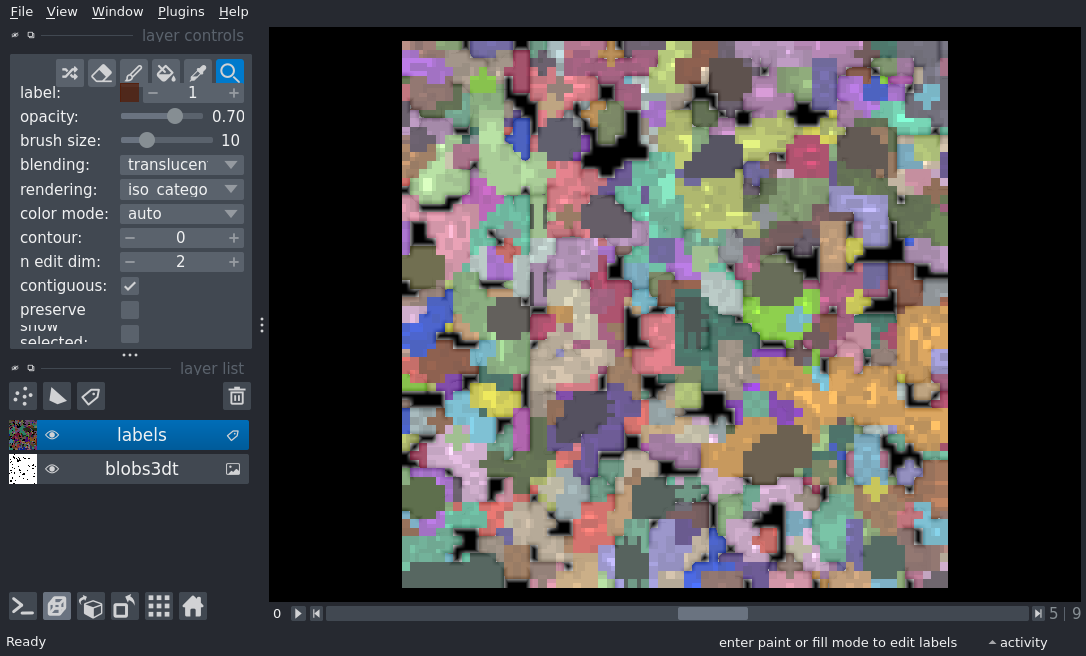 File View Window Plugins Help
layer controls
label: 1
opacity: 0.70
brush size: 10
blending: translucen
rendering: iso_catego
color mode: auto
contour: 0
n edit dim: 2
contiguous:
preserve
show
selected:
layer list
labels
blobs3dt
0 5 | 9
Ready enter paint or fill mode to edit labels activity